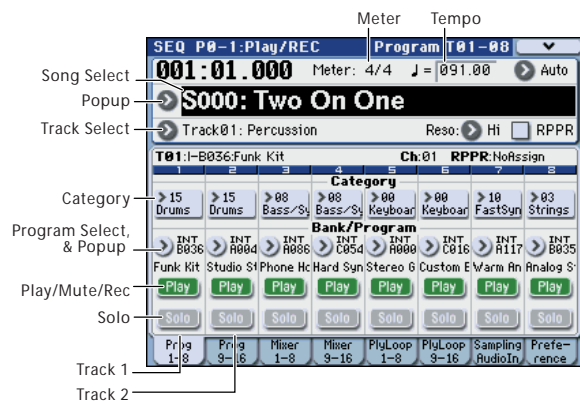 Meter Tempo
SEQ P0-1:Play/REC Program T01-08
001:01.000 Meter: 4/4 ♩= 091.00 Auto
Song Select
Popup
S000: Two On One
Track Select
Track01: Percussion Reso: Hi RPPR
T01:I-B036:Funk Kit Ch:01 RPPR:NoAssign
1 2 3 4 5 6 7 8
Category
Category
15 15 08 08 00 00 10 03
Drums Drums Bass/Sy Bass/Sy Keyboar Keyboar FastSyn Strings
Bank/Program
Program Select,
& Popup
INT INT INT INT INT INT INT INT
B036 A004 A086 C054 A000 C016 A117 B035
Funk Kit Studio St Phone Ho Hard Syn Stereo G Custom E Warm An Analog S
Play/Mute/Rec
Play Play Play Play Play Play Play Play
Solo
Solo Solo Solo Solo Solo Solo Solo Solo
Prog Prog Mixer Mixer PlyLoop PlyLoop Sampling Prefe-
1-8 9-16 1-8 9-16 1-8 9-16 AudioIn rence
Track 1
Track 2